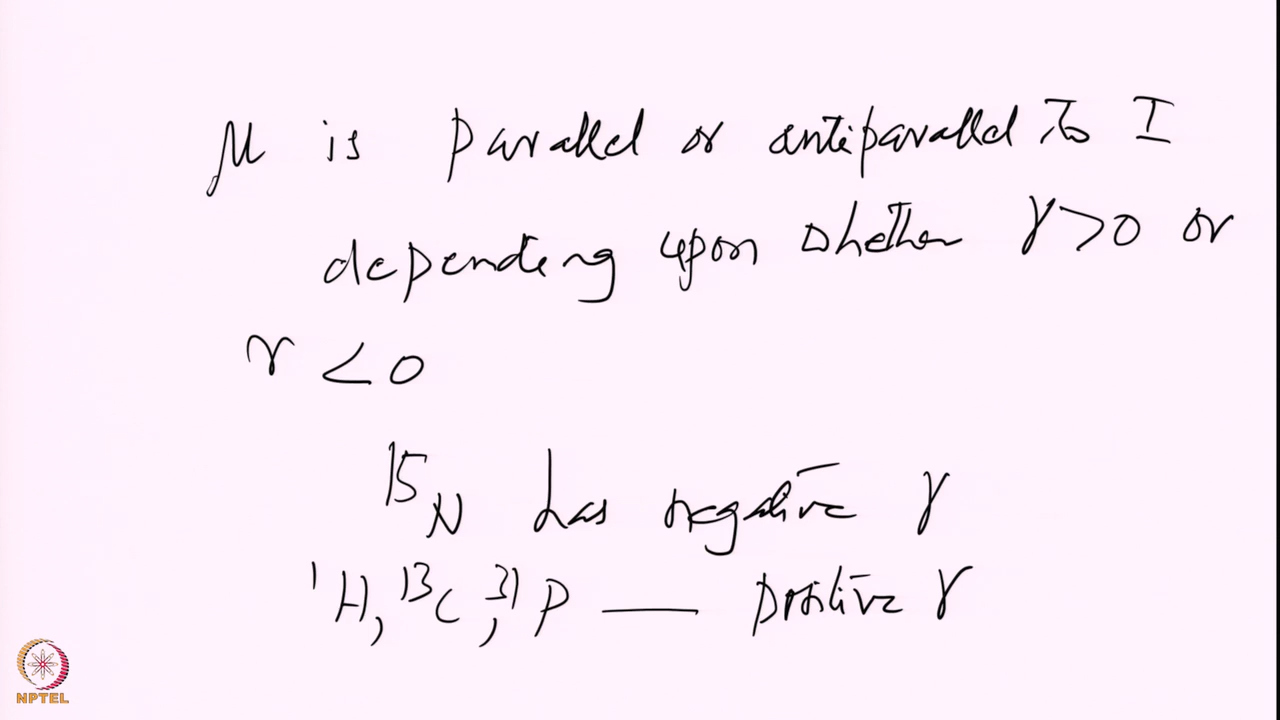 μ is parallel or antiparallel to I
depending upon whether γ>0 or
γ <0
¹⁵N has negative γ
¹H, ¹³C, ³¹P — positive γ
NPTEL